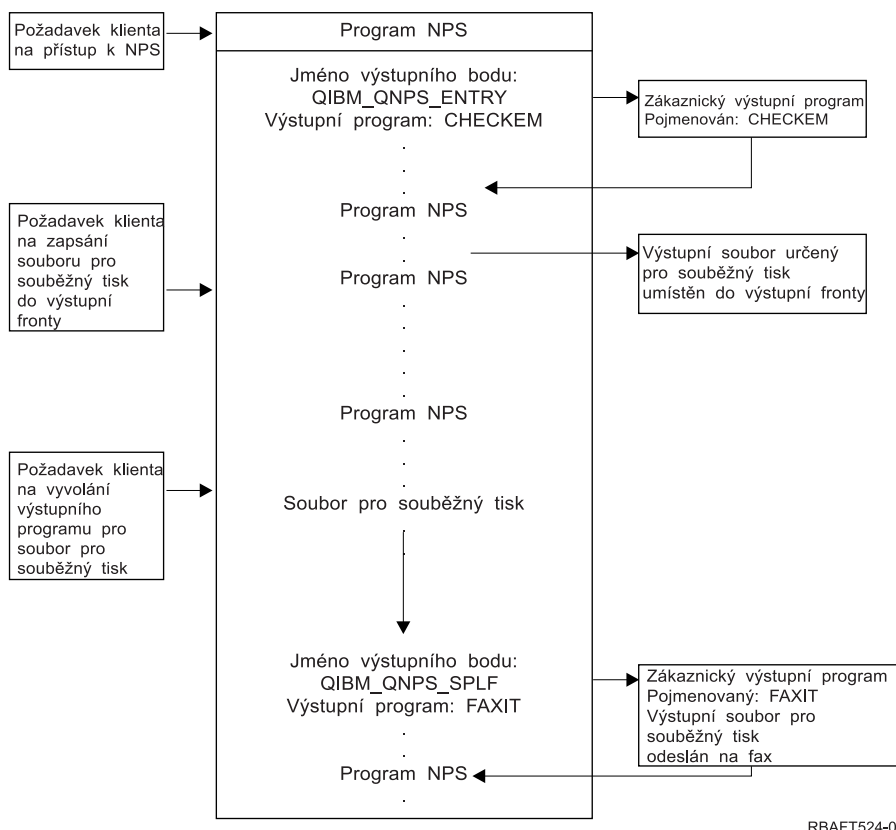 Požadavek klienta
na přístup k NPS
Program NPS
Jméno výstupního bodu:
QIBM_QNPS_ENTRY
Výstupní program: CHECKEM
Zákaznický výstupní program
Pojmenován: CHECKEM
Program NPS
Požadavek klienta
na zapsání
souboru pro
souběžný tisk
do výstupní
fronty
Výstupní soubor určený
pro souběžný tisk
umístěn do výstupní fronty
Program NPS
Program NPS
Požadavek klienta
na vyvolání
výstupního
programu pro
soubor pro
souběžný tisk
Soubor pro souběžný tisk
Jméno výstupního bodu:
QIBM_QNPS_SPLF
Výstupní program: FAXIT
Zákaznický výstupní program
Pojmenovaný: FAXIT
Výstupní soubor pro
souběžný tisk
odeslán na fax
Program NPS
RBAFT524-0